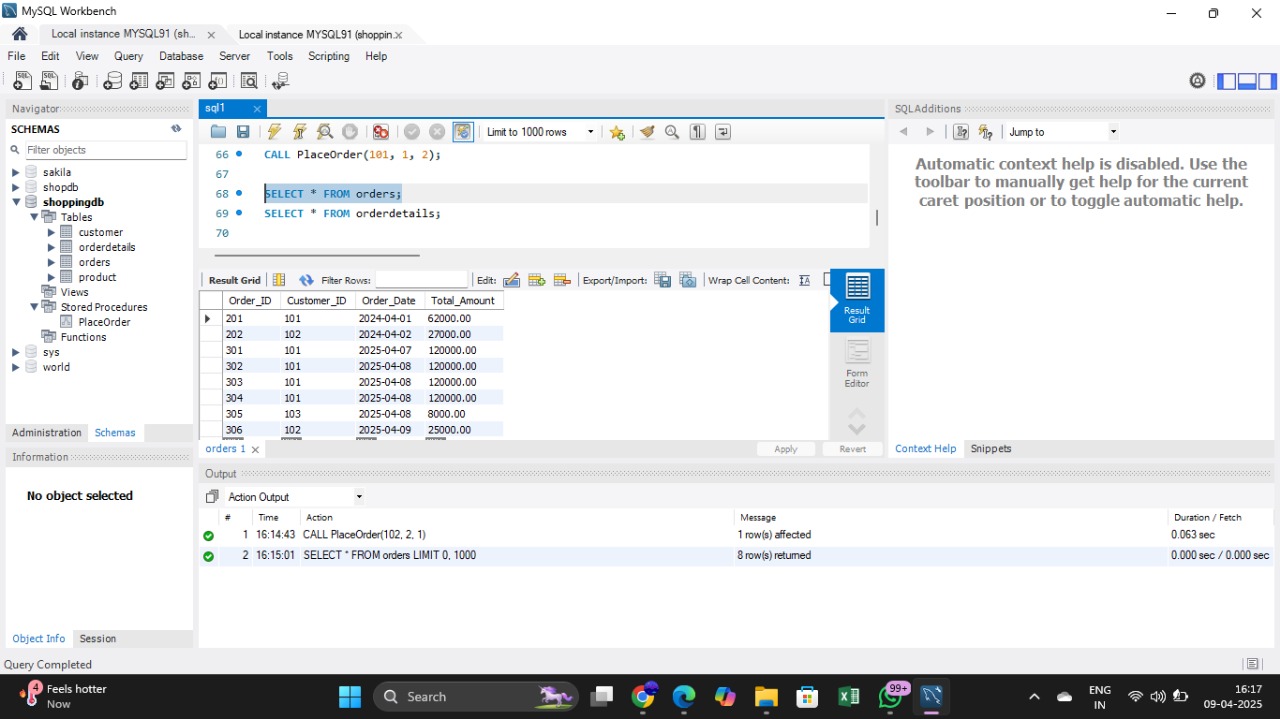 MySQL Workbench
Local instance MYSQL91 (sh... Local instance MYSQL91 (shoppin
File Edit View Query Database Server Tools Scripting Help
Navigator
SCHEMAS
Filter objects
sakila
shopdb
shoppingdb
Tables
customer
orderdetails
orders
product
Views
Stored Procedures
PlaceOrder
Functions
sys
world
Administration Schemas
Information
No object selected
Object Info Session
sql1
Limit to 1000 rows
66 CALL PlaceOrder(101, 1, 2);
67
68 SELECT * FROM orders;
69 SELECT * FROM orderdetails;
70
Result Grid Filter Rows: Edit: Export/Import: Wrap Cell Content:
Order_ID Customer_ID Order_Date Total_Amount
201 101 2024-04-01 62000.00
202 102 2024-04-02 27000.00
301 101 2025-04-07 120000.00
302 101 2025-04-08 120000.00
303 101 2025-04-08 120000.00
304 101 2025-04-08 120000.00
305 103 2025-04-08 8000.00
306 102 2025-04-09 25000.00
Result
Grid
Form
Editor
orders 1 Apply Revert
SQLAdditions
Jump to
Automatic context help is disabled. Use the
toolbar to manually get help for the current
caret position or to toggle automatic help.
Context Help Snippets
Output
Action Output
# Time Action Message Duration / Fetch
1 16:14:43 CALL PlaceOrder(102, 2, 1) 1 row(s) affected 0.063 sec
2 16:15:01 SELECT * FROM orders LIMIT 0, 1000 8 row(s) returned 0.000 sec / 0.000 sec
Query Completed
4 Feels hotter
Now
Search
99+
ENG
IN
16:17
09-04-2025